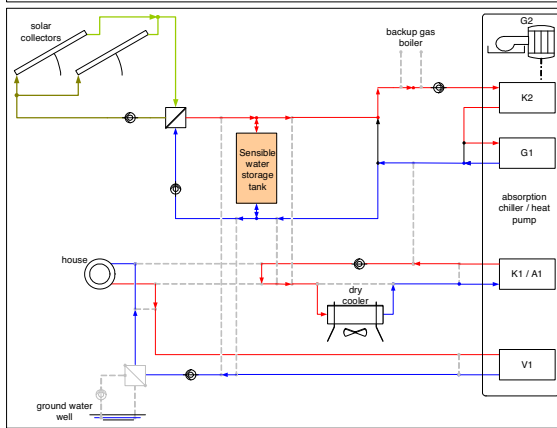 solar
collectors
backup gas
boiler
G2
K2
Sensible
water
storage
tank
G1
absorption
chiller / heat
pump
house
K1 / A1
dry
cooler
V1
ground water
well